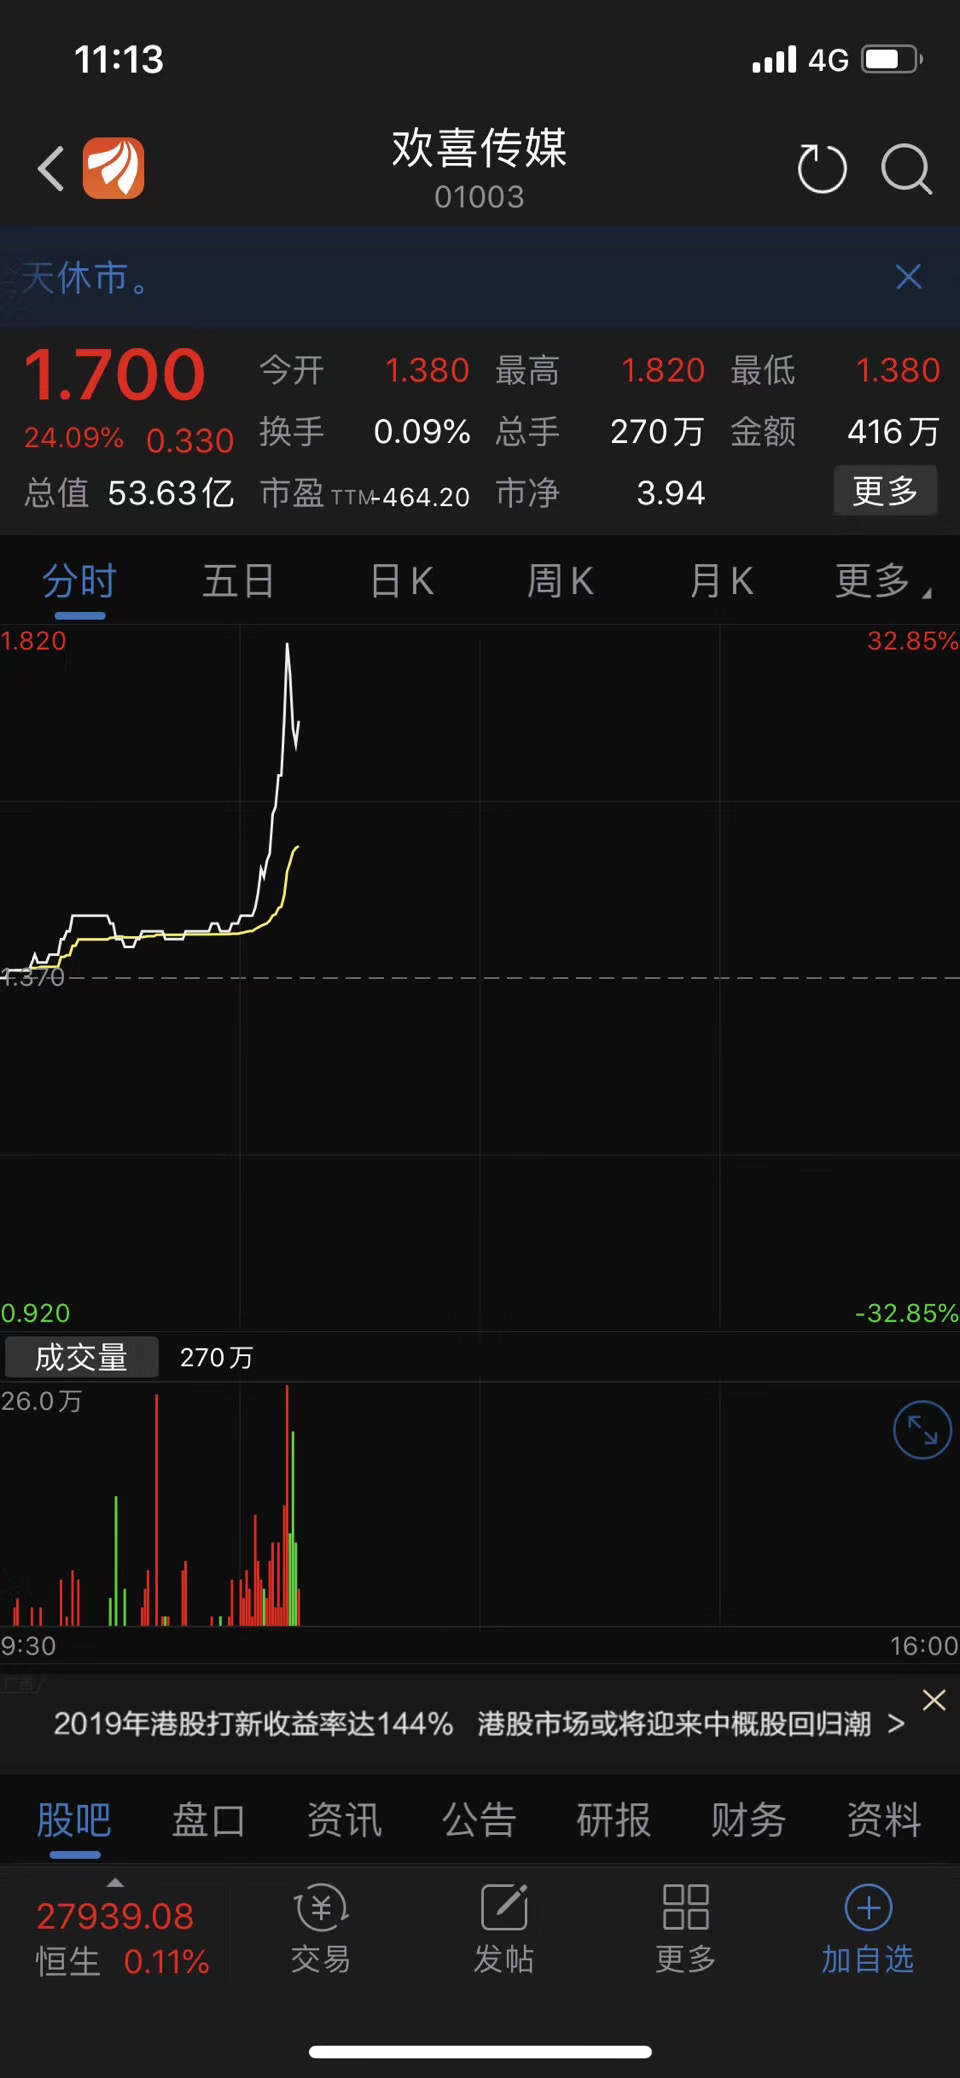 11:13 4G
欢喜传媒
01003
天休市。
1.700 今开 1.380 最高 1.820 最低 1.380
24.09% 0.330 换手 0.09% 总手 270万 金额 416万
总值 53.63亿 市盈TTM -464.20 市净 3.94 更多
分时 五日 日K 周K 月K 更多
1.820 32.85%
1.370
0.920 -32.85%
成交量 270万
26.0万
9:30 16:00
广告
2019年港股打新收益率达144% 港股市场或将迎来中概股回归潮 >
股吧 盘口 资讯 公告 研报 财务 资料
27939.08
恒生 0.11% 交易 发帖 更多 加自选